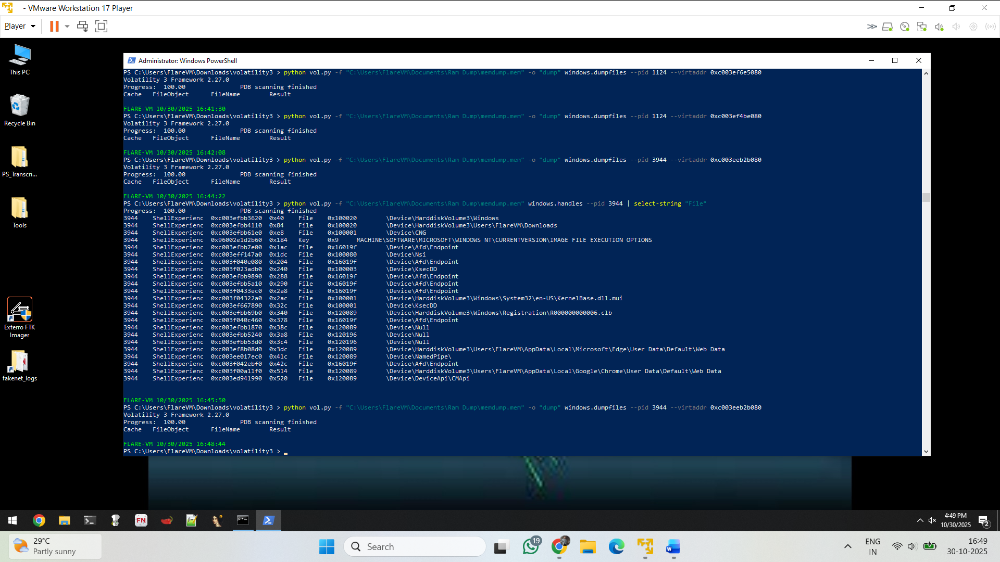 - VMware Workstation 17 Player
Player
This PC
Recycle Bin
PS_Transcri...
Tools
Exterro FTK
Imager
fakenet_logs
Administrator: Windows PowerShell
PS C:\Users\FlareVM\Downloads\volatility3 > python vol.py -f "C:\Users\FlareVM\Documents\Ram Dump\memdump.mem" -o "dump" windows.dumpfiles --pid 1124 --virtaddr 0xc003ef6e5080
Volatility 3 Framework 2.27.0
Progress:  100.00               PDB scanning finished
Cache   FileObject      FileName        Result
FLARE-VM 10/30/2025 16:41:30
PS C:\Users\FlareVM\Downloads\volatility3 > python vol.py -f "C:\Users\FlareVM\Documents\Ram Dump\memdump.mem" -o "dump" windows.dumpfiles --pid 1124 --virtaddr 0xc003ef4be080
Volatility 3 Framework 2.27.0
Progress:  100.00               PDB scanning finished
Cache   FileObject      FileName        Result
FLARE-VM 10/30/2025 16:42:08
PS C:\Users\FlareVM\Downloads\volatility3 > python vol.py -f "C:\Users\FlareVM\Documents\Ram Dump\memdump.mem" -o "dump" windows.dumpfiles --pid 3944 --virtaddr 0xc003eeb2b080
Volatility 3 Framework 2.27.0
Progress:  100.00               PDB scanning finished
Cache   FileObject      FileName        Result
FLARE-VM 10/30/2025 16:44:22
PS C:\Users\FlareVM\Downloads\volatility3 > python vol.py -f "C:\Users\FlareVM\Documents\Ram Dump\memdump.mem" windows.handles --pid 3944 | select-string "File"
Progress:  100.00               PDB scanning finished
3944    ShellExperienc  0xc003efbb3620  0x40    File    0x100020        \Device\HarddiskVolume3\Windows
3944    ShellExperienc  0xc003efbb4110  0x84    File    0x100020        \Device\HarddiskVolume3\Users\FlareVM\Downloads
3944    ShellExperienc  0xc003efbb61e0  0xe8    File    0x100001        \Device\CNG
3944    ShellExperienc  0x96002e1d2b60  0x184   Key     0x9     MACHINE\SOFTWARE\MICROSOFT\WINDOWS NT\CURRENTVERSION\IMAGE FILE EXECUTION OPTIONS
3944    ShellExperienc  0xc003efbb7e00  0x1ac   File    0x16019f        \Device\Afd\Endpoint
3944    ShellExperienc  0xc003eff147a0  0x1dc   File    0x100080        \Device\Nsi
3944    ShellExperienc  0xc003f040e080  0x204   File    0x16019f        \Device\Afd\Endpoint
3944    ShellExperienc  0xc003f023adb0  0x240   File    0x100003        \Device\KsecDD
3944    ShellExperienc  0xc003efbb9890  0x288   File    0x16019f        \Device\Afd\Endpoint
3944    ShellExperienc  0xc003efbb5a10  0x290   File    0x16019f        \Device\Afd\Endpoint
3944    ShellExperienc  0xc003f0433ec0  0x2a8   File    0x16019f        \Device\Afd\Endpoint
3944    ShellExperienc  0xc003f04322a0  0x2ac   File    0x100001        \Device\HarddiskVolume3\Windows\System32\en-US\KernelBase.dll.mui
3944    ShellExperienc  0xc003ef667890  0x32c   File    0x100001        \Device\KsecDD
3944    ShellExperienc  0xc003efbb69b0  0x340   File    0x120089        \Device\HarddiskVolume3\Windows\Registration\R000000000006.clb
3944    ShellExperienc  0xc003f040c460  0x378   File    0x16019f        \Device\Afd\Endpoint
3944    ShellExperienc  0xc003efbb1870  0x38c   File    0x120089        \Device\Null
3944    ShellExperienc  0xc003efbb5240  0x3a8   File    0x120196        \Device\Null
3944    ShellExperienc  0xc003efbb53d0  0x3c4   File    0x120196        \Device\Null
3944    ShellExperienc  0xc003ef8b08d0  0x3dc   File    0x120089        \Device\HarddiskVolume3\Users\FlareVM\AppData\Local\Microsoft\Edge\User Data\Default\Web Data
3944    ShellExperienc  0xc003ee017ec0  0x41c   File    0x120089        \Device\NamedPipe\
3944    ShellExperienc  0xc003f042ebf0  0x42c   File    0x16019f        \Device\Afd\Endpoint
3944    ShellExperienc  0xc003f00a11f0  0x514   File    0x120089        \Device\HarddiskVolume3\Users\FlareVM\AppData\Local\Google\Chrome\User Data\Default\Web Data
3944    ShellExperienc  0xc003ed941990  0x520   File    0x120089        \Device\DeviceApi\CMApi
FLARE-VM 10/30/2025 16:45:50
PS C:\Users\FlareVM\Downloads\volatility3 > python vol.py -f "C:\Users\FlareVM\Documents\Ram Dump\memdump.mem" -o "dump" windows.dumpfiles --pid 3944 --virtaddr 0xc003eeb2b080
Volatility 3 Framework 2.27.0
Progress:  100.00               PDB scanning finished
Cache   FileObject      FileName        Result
FLARE-VM 10/30/2025 16:48:44
PS C:\Users\FlareVM\Downloads\volatility3 >
FN
4:49 PM
10/30/2025
2
29°C
Partly sunny
Search
19
W
ENG
IN
16:49
30-10-2025